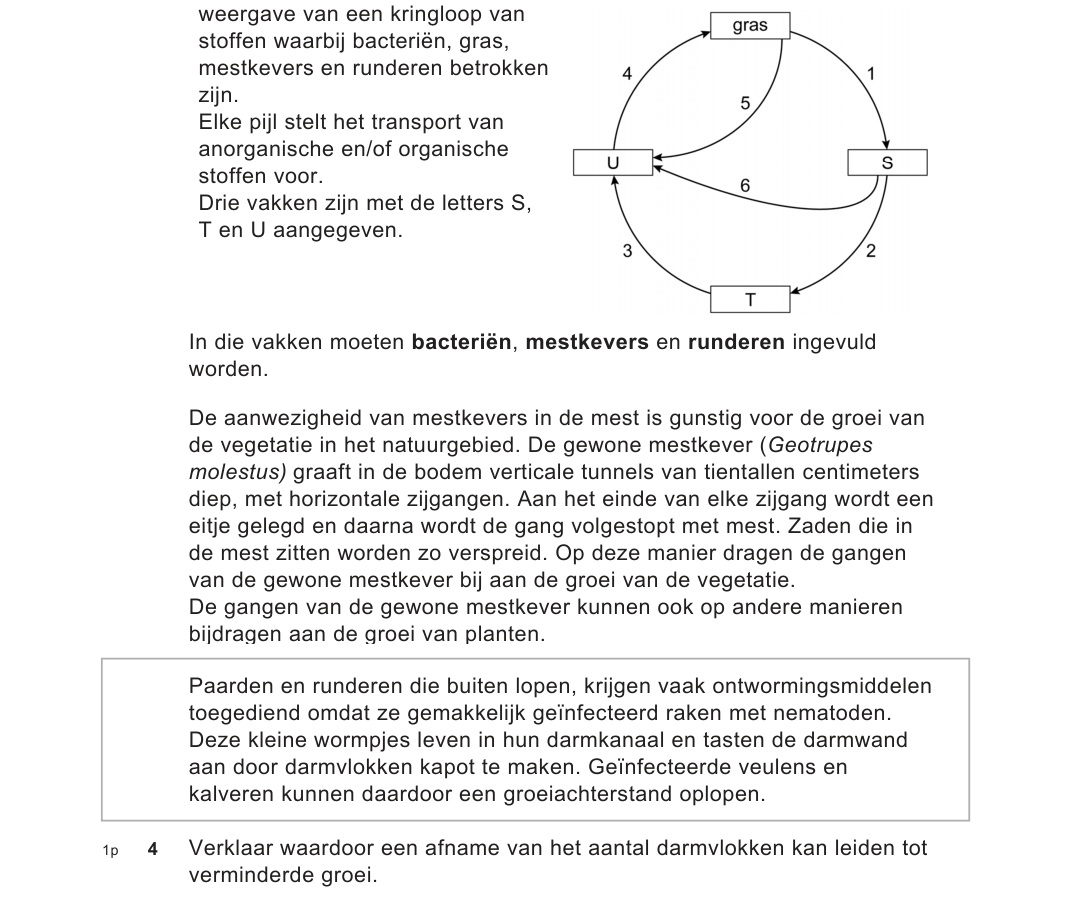 weergave van een kringloop van
stoffen waarbij bacteriën, gras,
mestkevers en runderen betrokken
zijn.
Elke pijl stelt het transport van
anorganische en/of organische
stoffen voor.
Drie vakken zijn met de letters S,
T en U aangegeven.
gras
4
1
5
U
S
6
3
2
T
In die vakken moeten bacteriën, mestkevers en runderen ingevuld
worden.
De aanwezigheid van mestkevers in de mest is gunstig voor de groei van
de vegetatie in het natuurgebied. De gewone mestkever (Geotrupes
molestus) graaft in de bodem verticale tunnels van tientallen centimeters
diep, met horizontale zijgangen. Aan het einde van elke zijgang wordt een
eitje gelegd en daarna wordt de gang volgestopt met mest. Zaden die in
de mest zitten worden zo verspreid. Op deze manier dragen de gangen
van de gewone mestkever bij aan de groei van de vegetatie.
De gangen van de gewone mestkever kunnen ook op andere manieren
bijdragen aan de groei van planten.
Paarden en runderen die buiten lopen, krijgen vaak ontwormingsmiddelen
toegediend omdat ze gemakkelijk geïnfecteerd raken met nematoden.
Deze kleine wormpjes leven in hun darmkanaal en tasten de darmwand
aan door darmvlokken kapot te maken. Geïnfecteerde veulens en
kalveren kunnen daardoor een groeiachterstand oplopen.
1p 4 Verklaar waardoor een afname van het aantal darmvlokken kan leiden tot
verminderde groei.